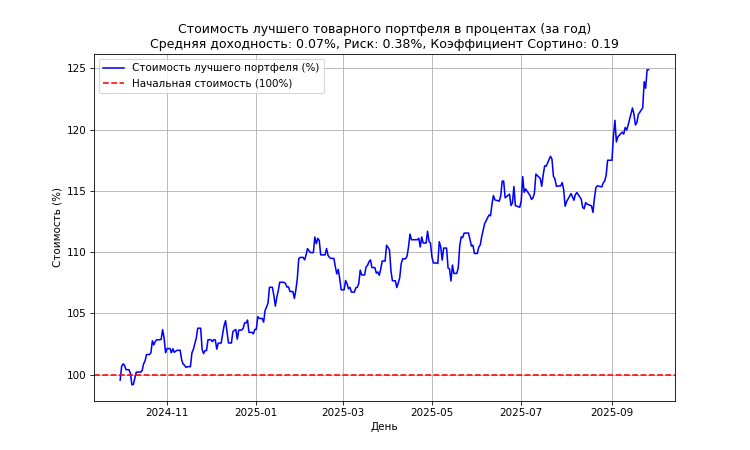 Стоимость лучшего товарного портфеля в процентах (за год)
Средняя доходность: 0.07%, Риск: 0.38%, Коэффициент Сортино: 0.19
Стоимость лучшего портфеля (%)
Начальная стоимость (100%)
Стоимость (%)
125
120
115
110
105
100
2024-11
2025-01
2025-03
2025-05
2025-07
2025-09
День